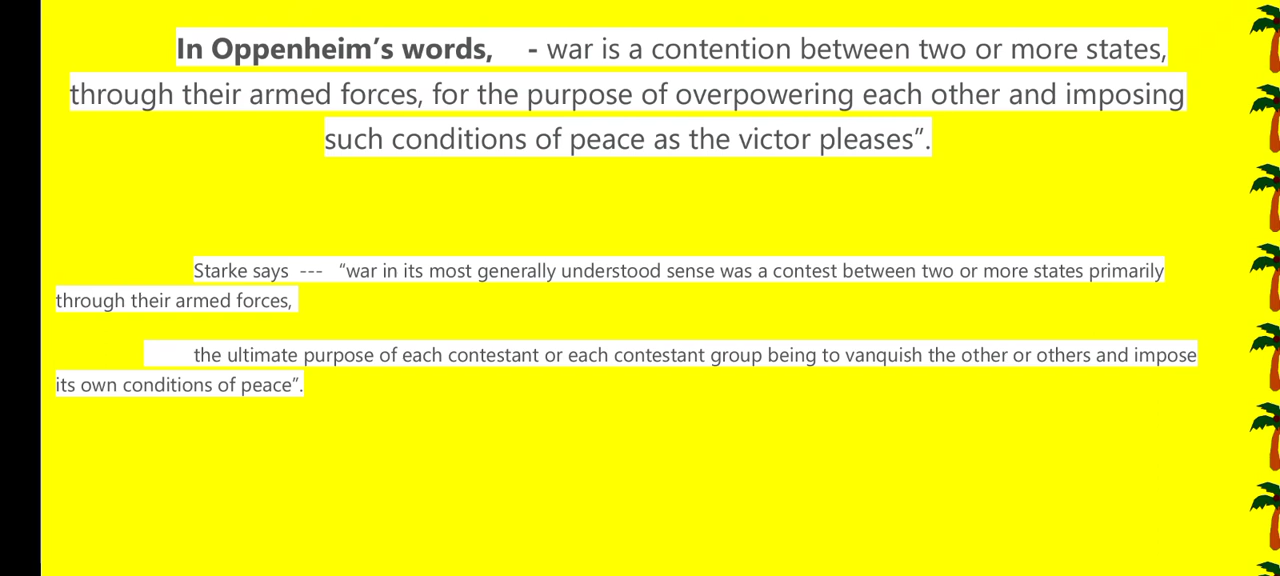 In Oppenheim’s words, - war is a contention between two or more states,
through their armed forces, for the purpose of overpowering each other and imposing
such conditions of peace as the victor pleases”.
Starke says --- “war in its most generally understood sense was a contest between two or more states primarily
through their armed forces,
the ultimate purpose of each contestant or each contestant group being to vanquish the other or others and impose
its own conditions of peace”.